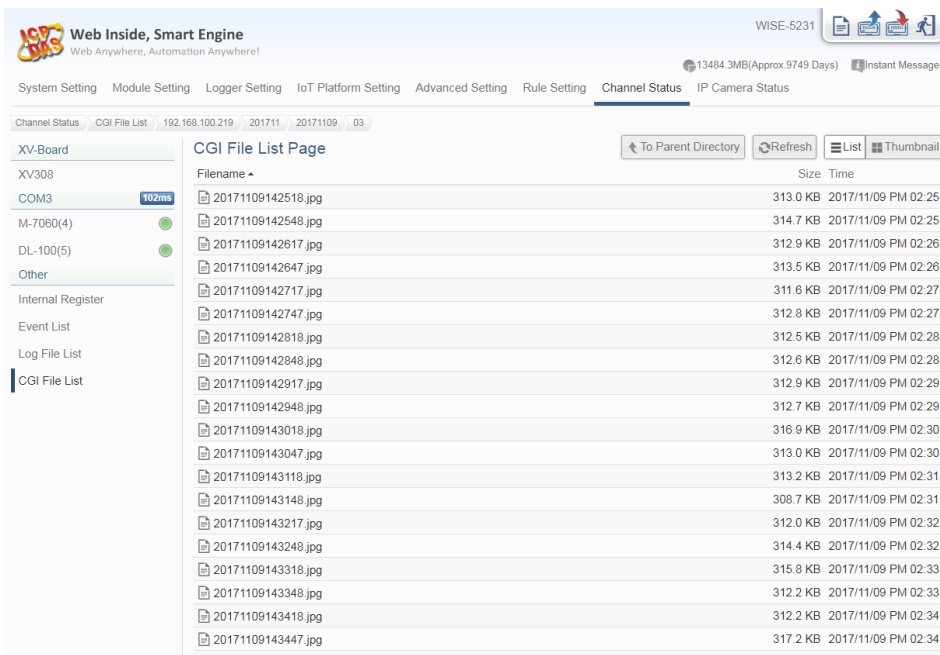 ICP DAS
Web Inside, Smart Engine
Web Anywhere, Automation Anywhere!
WISE-5231
13484.3MB(Approx.9749 Days) Instant Message
System Setting Module Setting Logger Setting IoT Platform Setting Advanced Setting Rule Setting Channel Status IP Camera Status
Channel Status CGI File List 192.168.100.219 201711 20171109 03
XV-Board
XV308
COM3 102ms
M-7060(4)
DL-100(5)
Other
Internal Register
Event List
Log File List
CGI File List
CGI File List Page
To Parent Directory Refresh List Thumbnail
Filename Size Time
20171109142518.jpg 313.0 KB 2017/11/09 PM 02:25
20171109142548.jpg 314.7 KB 2017/11/09 PM 02:25
20171109142617.jpg 312.9 KB 2017/11/09 PM 02:26
20171109142647.jpg 313.5 KB 2017/11/09 PM 02:26
20171109142717.jpg 311.6 KB 2017/11/09 PM 02:27
20171109142747.jpg 312.8 KB 2017/11/09 PM 02:27
20171109142818.jpg 312.5 KB 2017/11/09 PM 02:28
20171109142848.jpg 312.6 KB 2017/11/09 PM 02:28
20171109142917.jpg 312.9 KB 2017/11/09 PM 02:29
20171109142948.jpg 312.7 KB 2017/11/09 PM 02:29
20171109143018.jpg 316.9 KB 2017/11/09 PM 02:30
20171109143047.jpg 313.0 KB 2017/11/09 PM 02:30
20171109143118.jpg 313.2 KB 2017/11/09 PM 02:31
20171109143148.jpg 308.7 KB 2017/11/09 PM 02:31
20171109143217.jpg 312.0 KB 2017/11/09 PM 02:32
20171109143248.jpg 314.4 KB 2017/11/09 PM 02:32
20171109143318.jpg 315.8 KB 2017/11/09 PM 02:33
20171109143348.jpg 312.2 KB 2017/11/09 PM 02:33
20171109143418.jpg 312.2 KB 2017/11/09 PM 02:34
20171109143447.jpg 317.2 KB 2017/11/09 PM 02:34